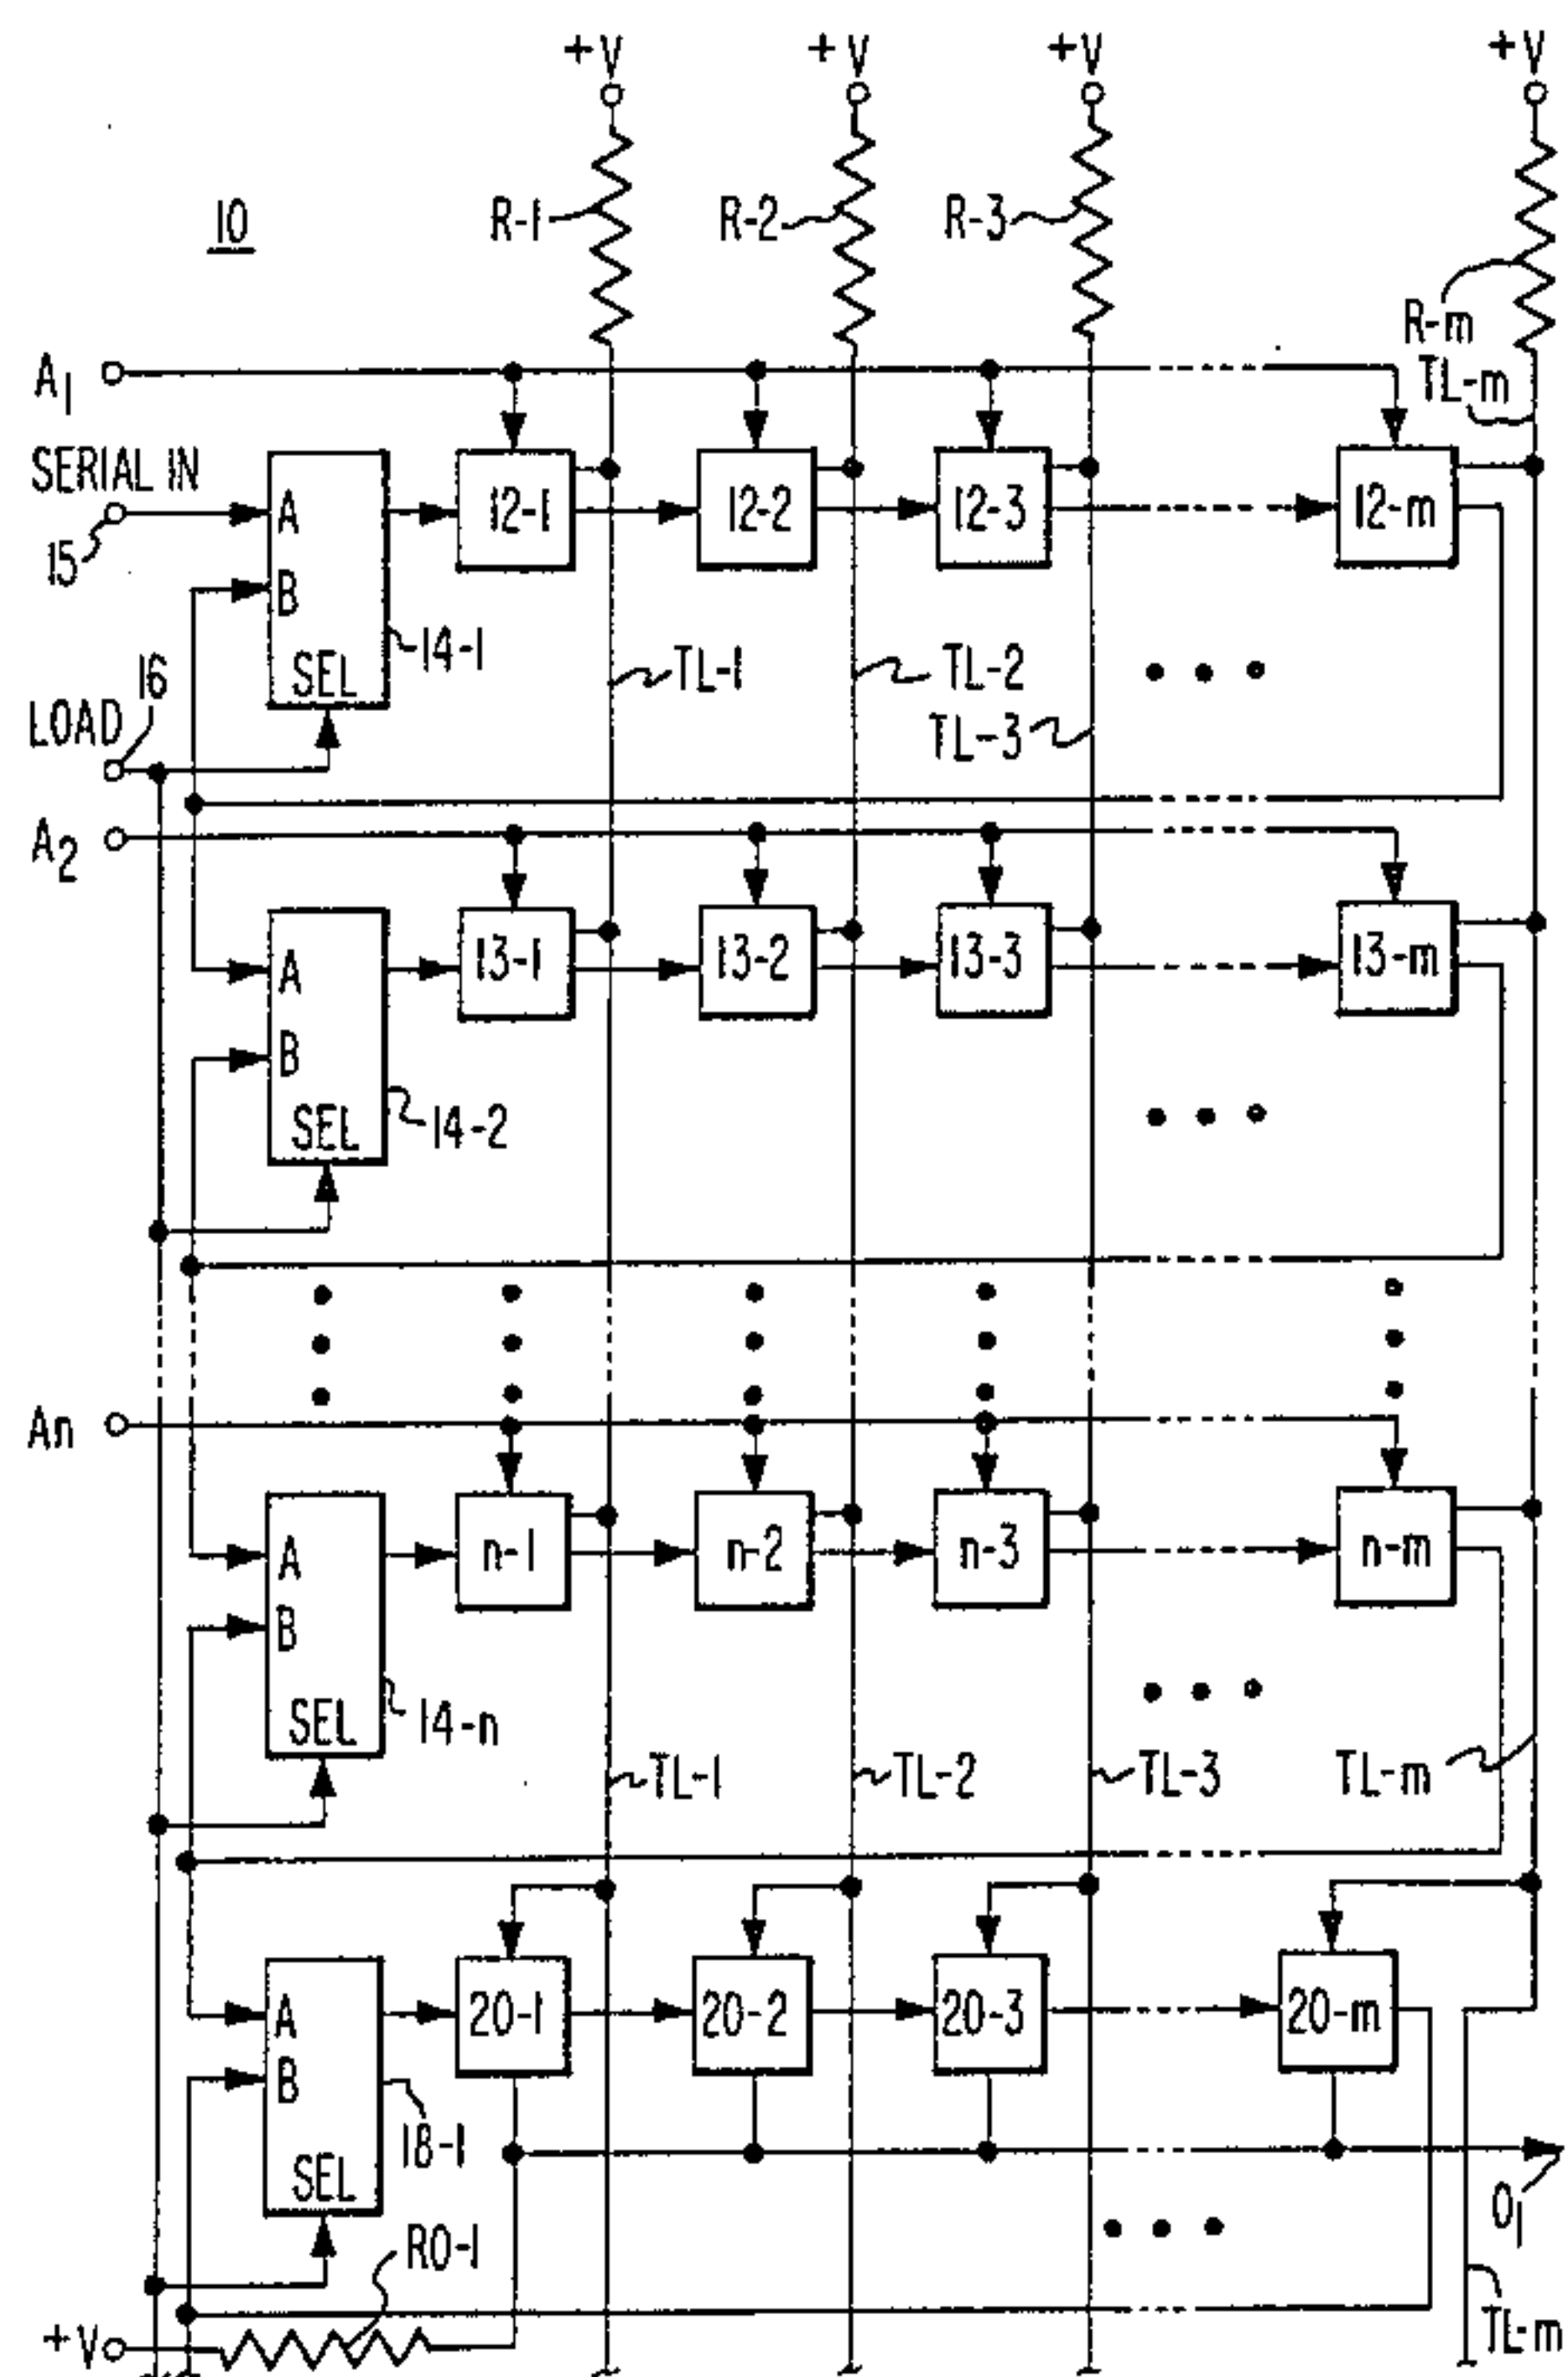 +V +V +V +V
10
R-1 R-2 R-3 R-m
A1
TL-m
SERIAL IN
15
A
B
SEL
14-1
12-1 12-2 12-3 12-m
16
LOAD
TL-1 TL-2
TL-3
A2
A
B
SEL
14-2
13-1 13-2 13-3 13-m
An
A
B
SEL
14-n
n-1 n-2 n-3 n-m
TL-1 TL-2 TL-3 TL-m
A
B
SEL
18-1
20-1 20-2 20-3 20-m
O1
RO-1
+V
TL-m